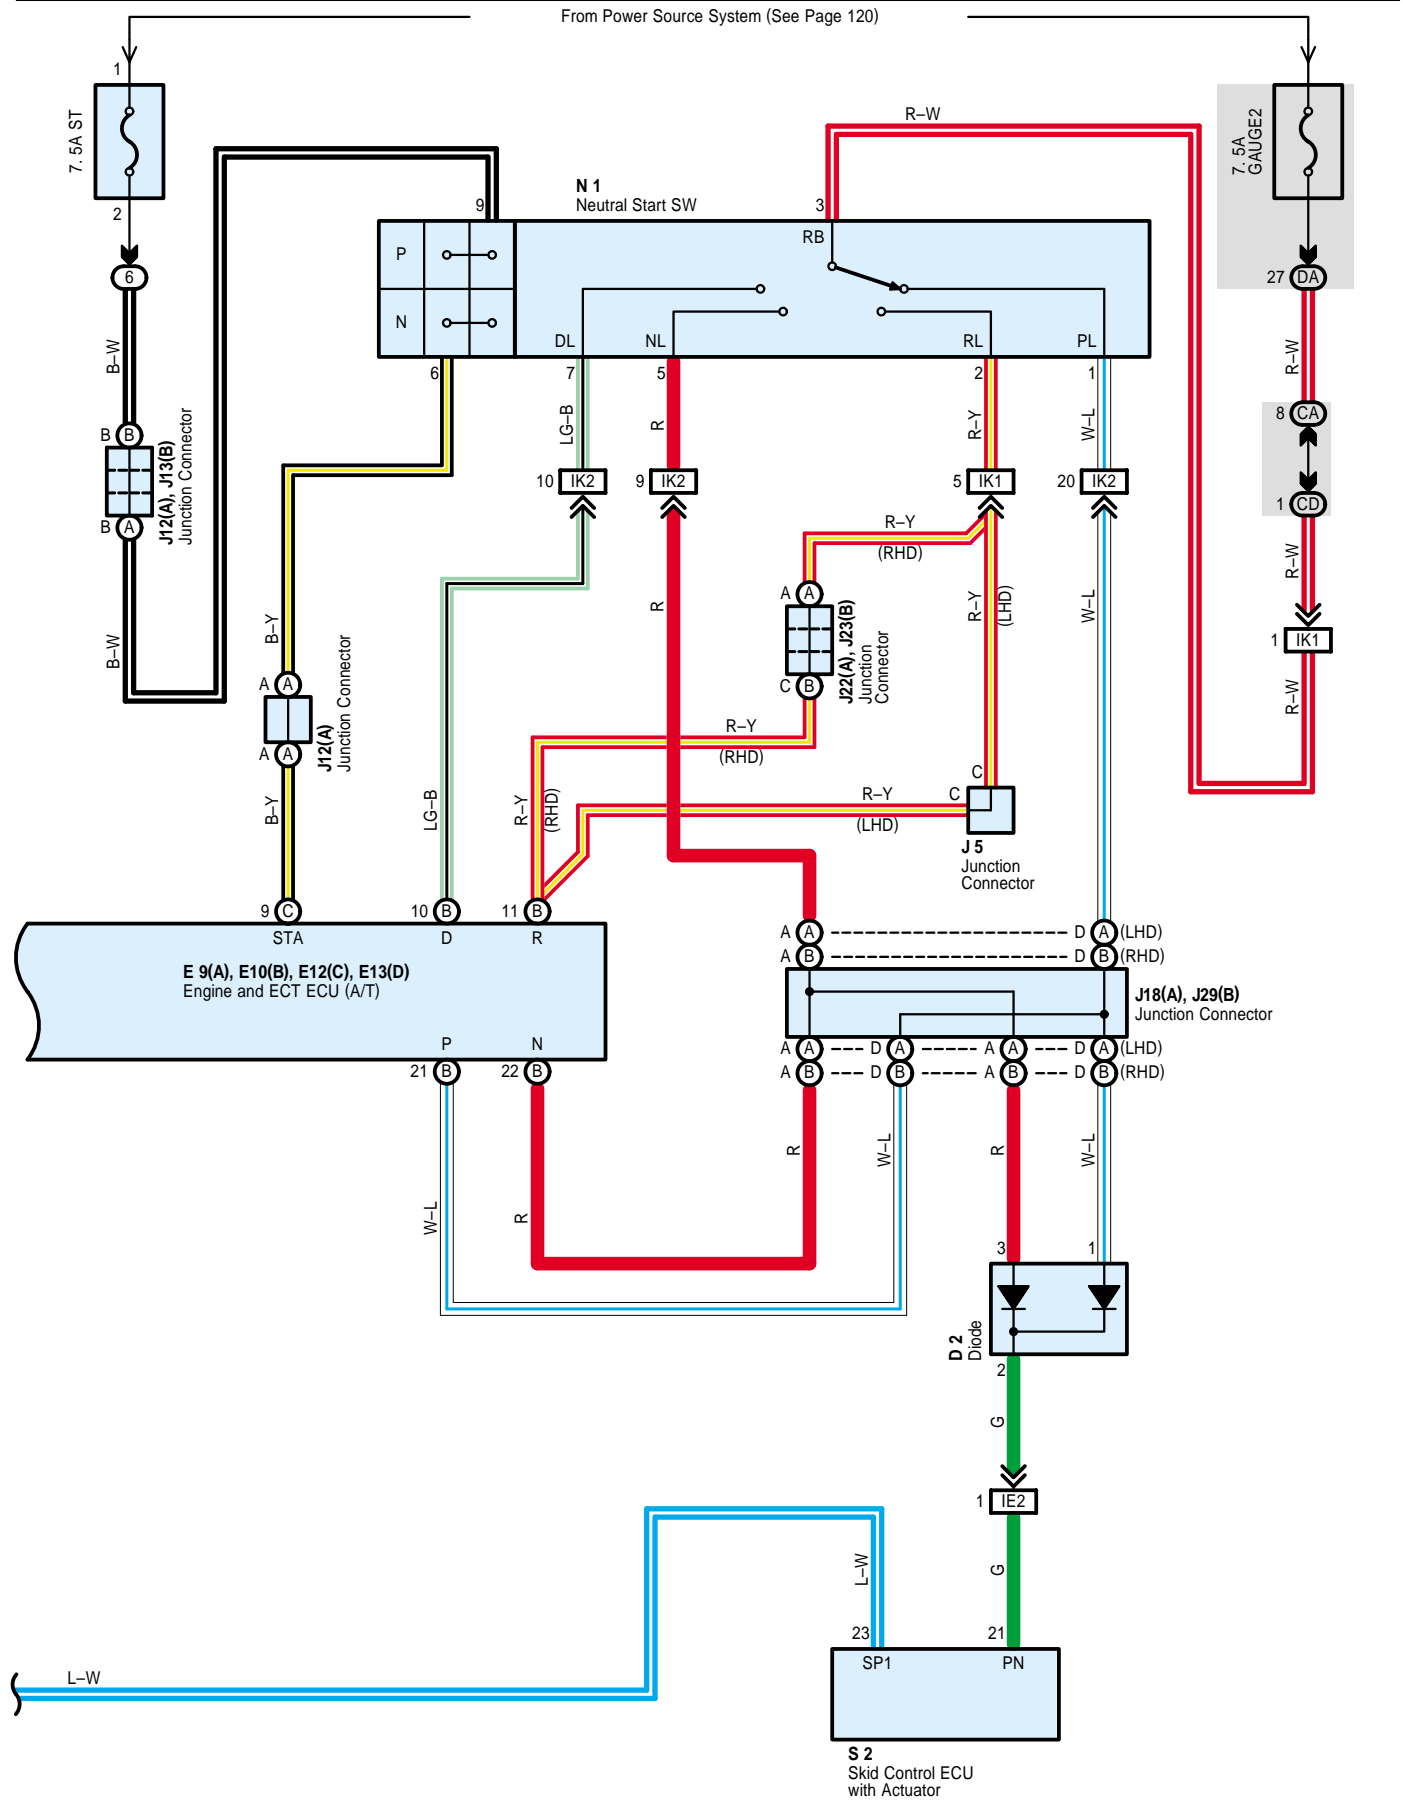 From Power Source System (See Page 120)
1
7. 5A ST
2
6
B–W
B B
J12(A), J13(B)
Junction Connector
B A
B–W
R–W
7. 5A
GAUGE2
27 DA
R–W
8 CA
1 CD
R–W
1 IK1
R–W
N 1
Neutral Start SW
9
3
RB
P
N
DL
NL
RL
PL
6
7
5
2
1
LG–B
R
R–Y
W–L
10 IK2
9 IK2
5 IK1
20 IK2
R–Y
(RHD)
B–Y
R
R–Y
(LHD)
W–L
A A
J22(A), J23(B)
Junction
Connector
C B
A A
J12(A)
Junction Connector
A A
R–Y
(RHD)
B–Y
LG–B
R–Y
(RHD)
R–Y
(LHD)
C
C
J 5
Junction
Connector
9 C
10 B
11 B
STA
D
R
E 9(A), E10(B), E12(C), E13(D)
Engine and ECT ECU (A/T)
P
N
21 B
22 B
A A D A (LHD)
A B D B (RHD)
J18(A), J29(B)
Junction Connector
A A D A A A D A (LHD)
A B D B A B D B (RHD)
W–L
R
R
W–L
R
W–L
3
1
D 2
Diode
2
G
1 IE2
G
L–W
L–W
23
21
SP1
PN
S 2
Skid Control ECU
with Actuator